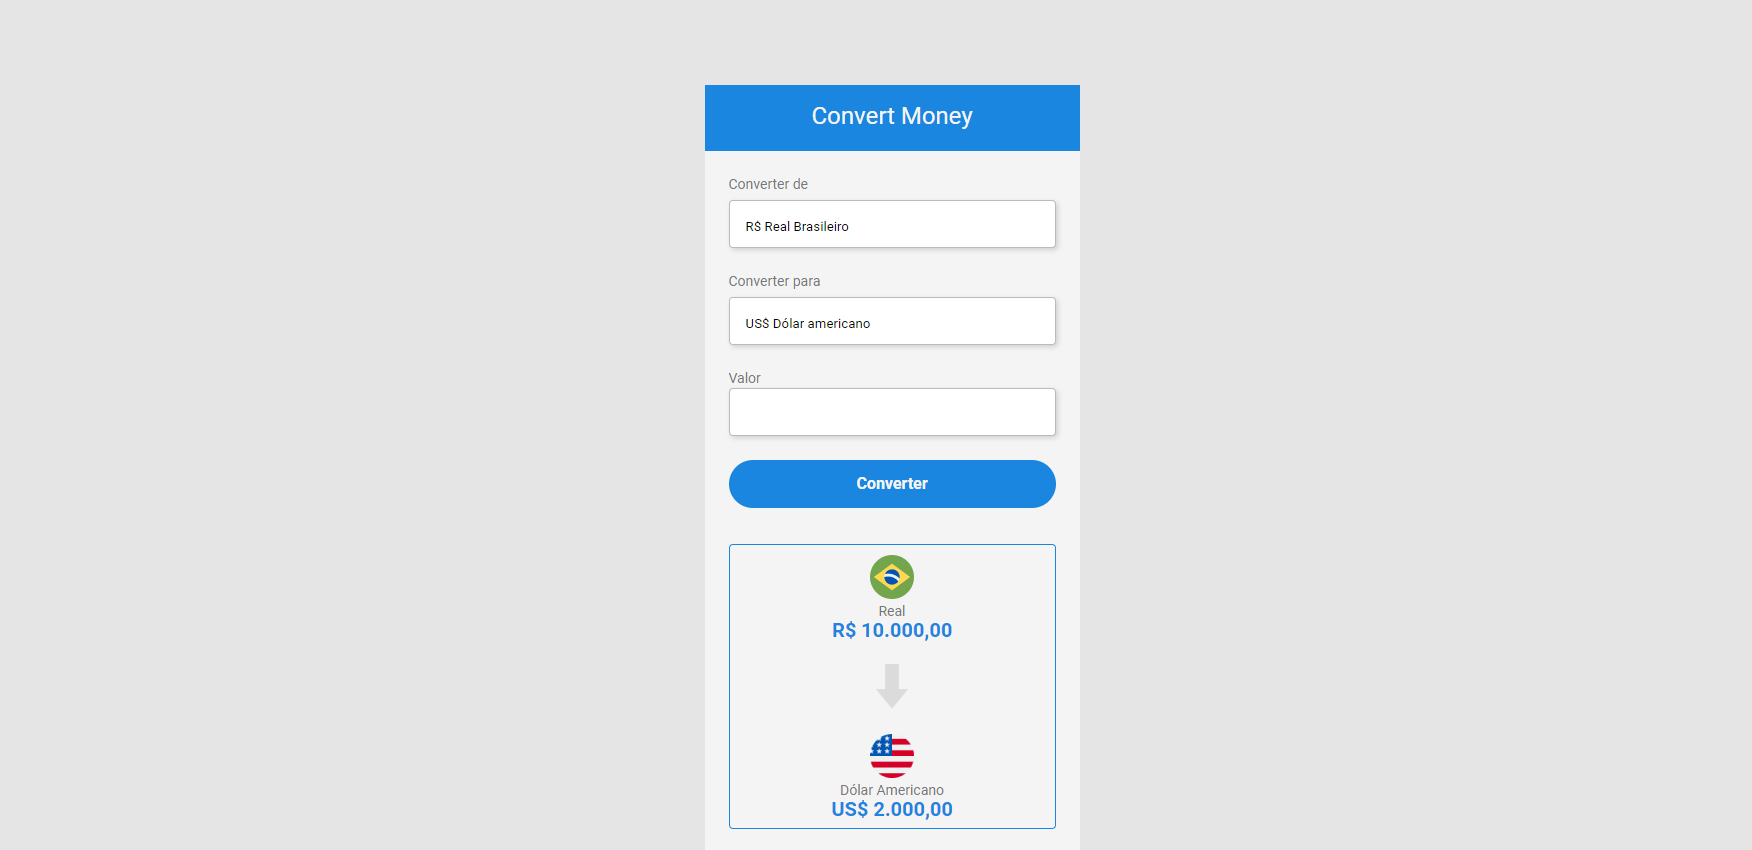 Convert Money
Converter de
R$ Real Brasileiro
Converter para
US$ Dólar americano
Valor
Converter
Real
R$ 10.000,00
Dólar Americano
US$ 2.000,00